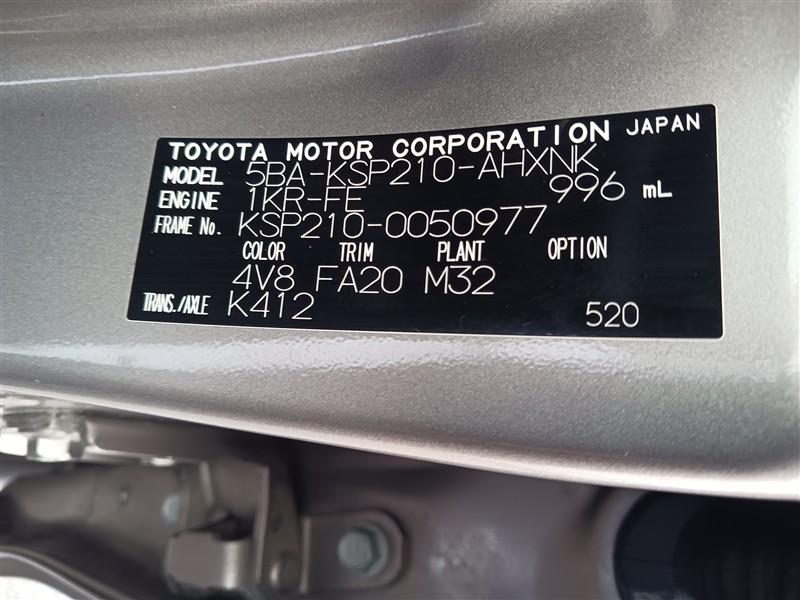 TOYOTA MOTOR CORPORATION JAPAN
MODEL 5BA-KSP210-AHXNK
ENGINE 1KR-FE 996 mL
FRAME No. KSP210-0050977
COLOR TRIM PLANT OPTION
4V8 FA20 M32
TRANS./AXLE K412 520